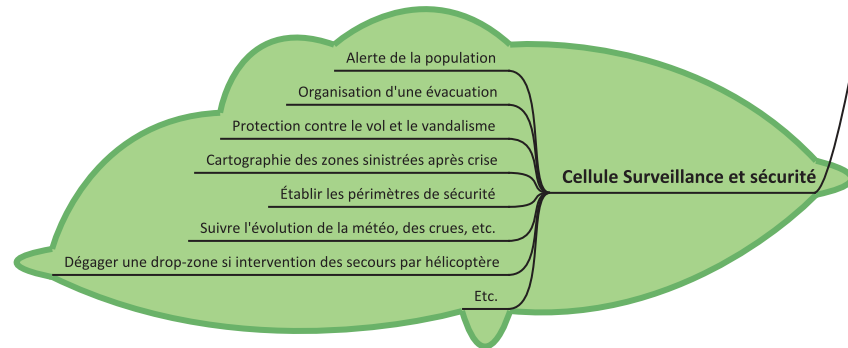 Alerte de la population
Organisation d'une évacuation
Protection contre le vol et le vandalisme
Cartographie des zones sinistrées après crise
Cellule Surveillance et sécurité
Établir les périmètres de sécurité
Suivre l'évolution de la météo, des crues, etc.
Dégager une drop-zone si intervention des secours par hélicoptère
Etc.